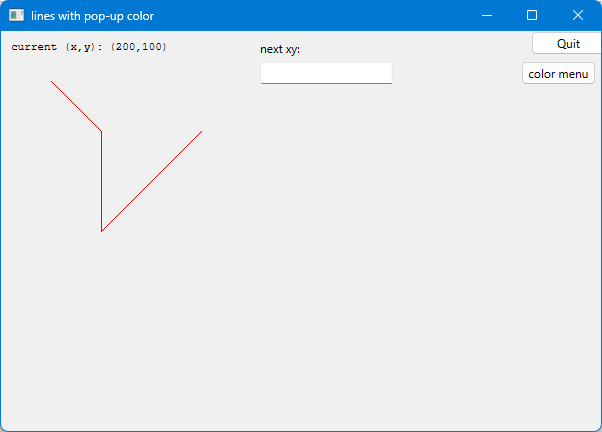 lines with pop-up color
current (x,y): (200,100)
next xy:
Quit
color menu